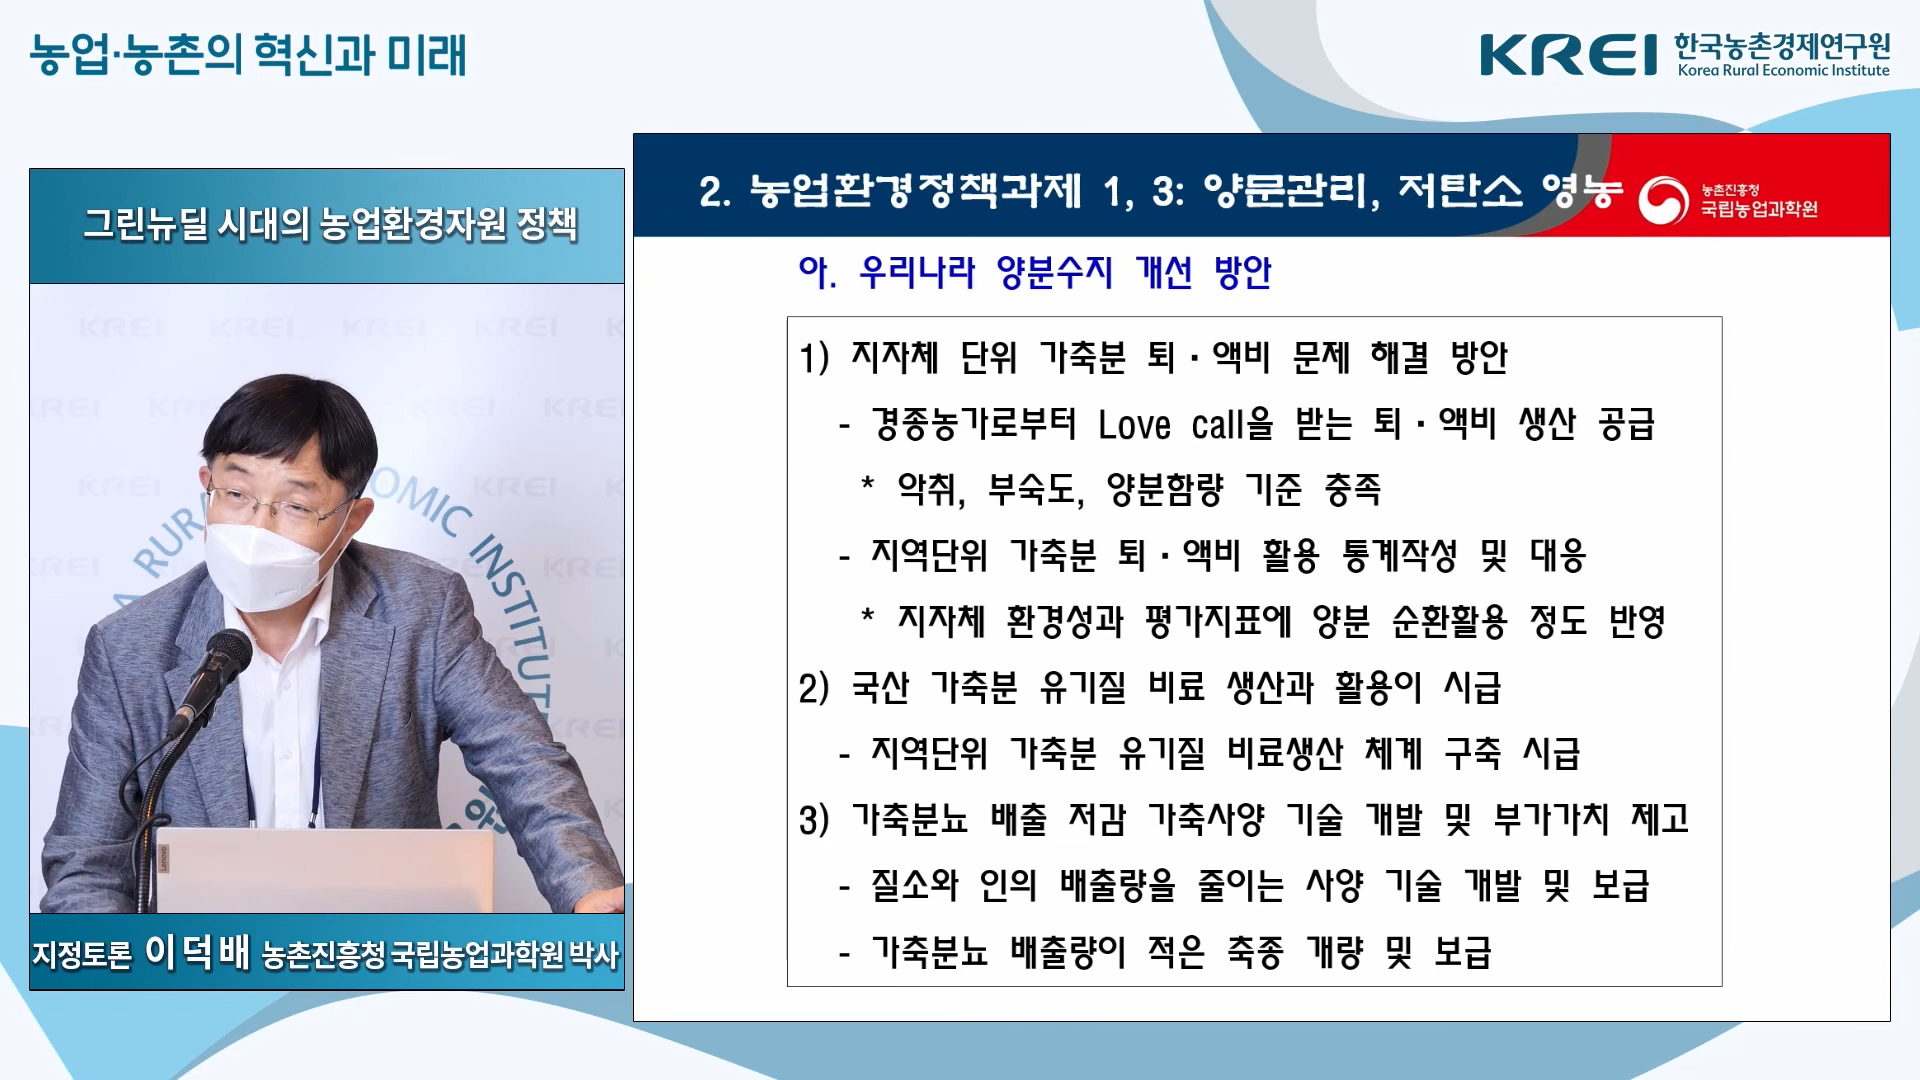 농업·농촌의 혁신과 미래
KREI 한국농촌경제연구원
Korea Rural Economic Institute
그린뉴딜 시대의 농업환경자원 정책
KREI KREI KREI KREI
KREI KREI KREI
KREI KREI
A RURAL ECONOMIC INSTITUTE
Lenovo
지정토론 이덕배 농촌진흥청 국립농업과학원 박사
2. 농업환경정책과제 1, 3: 양문관리, 저탄소 영농
농촌진흥청
국립농업과학원
아. 우리나라 양분수지 개선 방안
1) 지자체 단위 가축분 퇴·액비 문제 해결 방안
- 경종농가로부터 Love call을 받는 퇴·액비 생산 공급
* 악취, 부숙도, 양분함량 기준 충족
- 지역단위 가축분 퇴·액비 활용 통계작성 및 대응
* 지자체 환경성과 평가지표에 양분 순환활용 정도 반영
2) 국산 가축분 유기질 비료 생산과 활용이 시급
- 지역단위 가축분 유기질 비료생산 체계 구축 시급
3) 가축분뇨 배출 저감 가축사양 기술 개발 및 부가가치 제고
- 질소와 인의 배출량을 줄이는 사양 기술 개발 및 보급
- 가축분뇨 배출량이 적은 축종 개량 및 보급